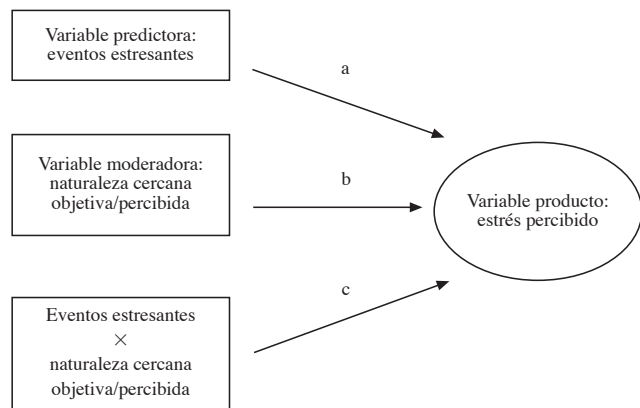 Variable predictora:
eventos estresantes
a
Variable moderadora:
naturaleza cercana
objetiva/percibida
b
Variable producto:
estrés percibido
c
Eventos estresantes
×
naturaleza cercana
objetiva/percibida